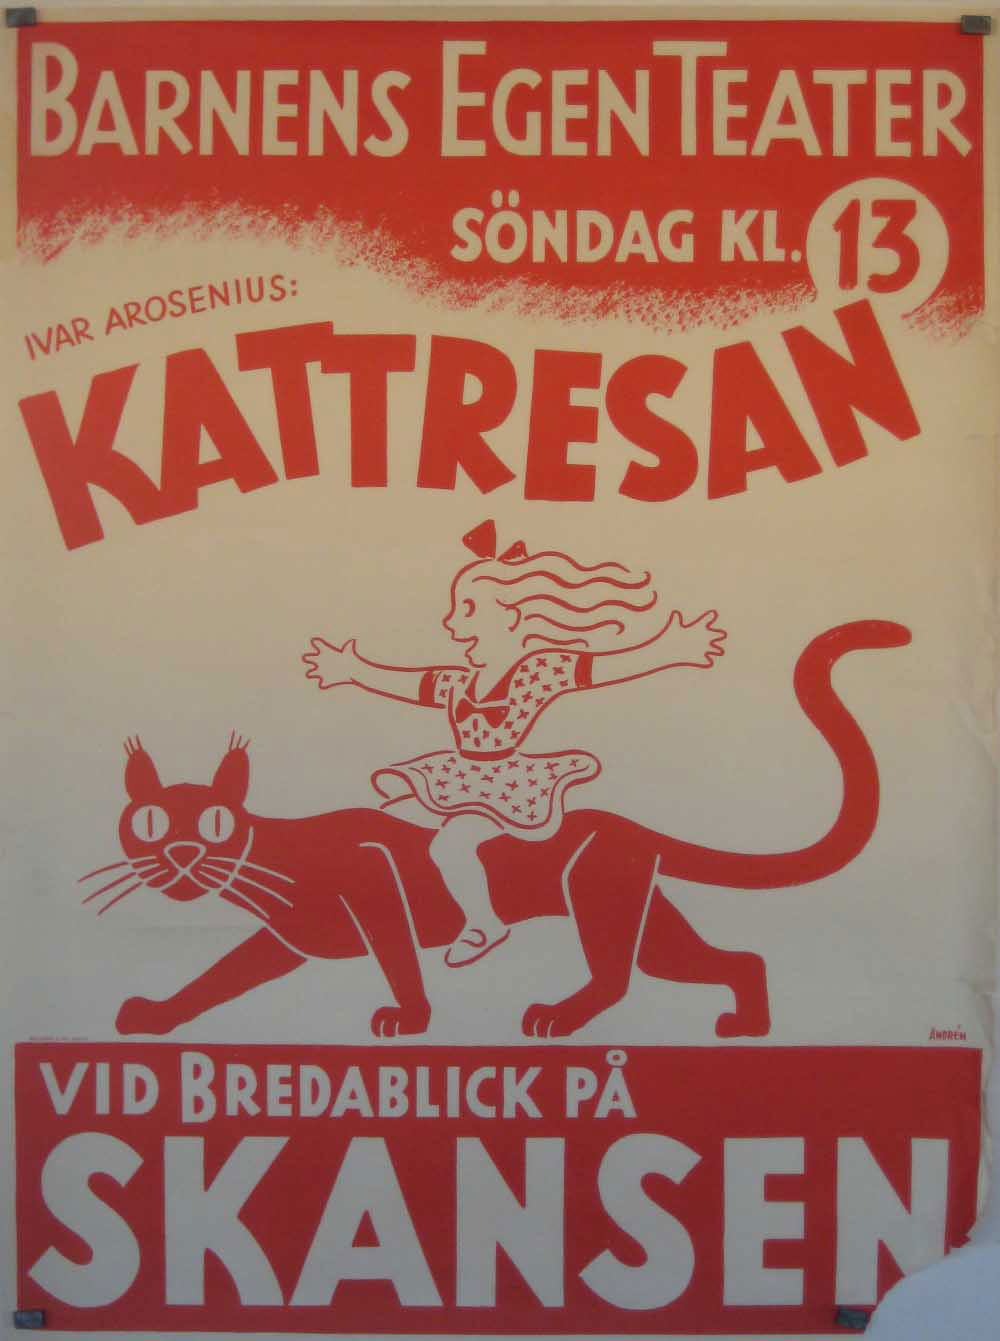 BARNENS EGEN TEATER
SÖNDAG KL. 13
IVAR AROSENIUS:
KATTRESAN
ANDRÉN
VID BREDABLICK PÅ
SKANSEN